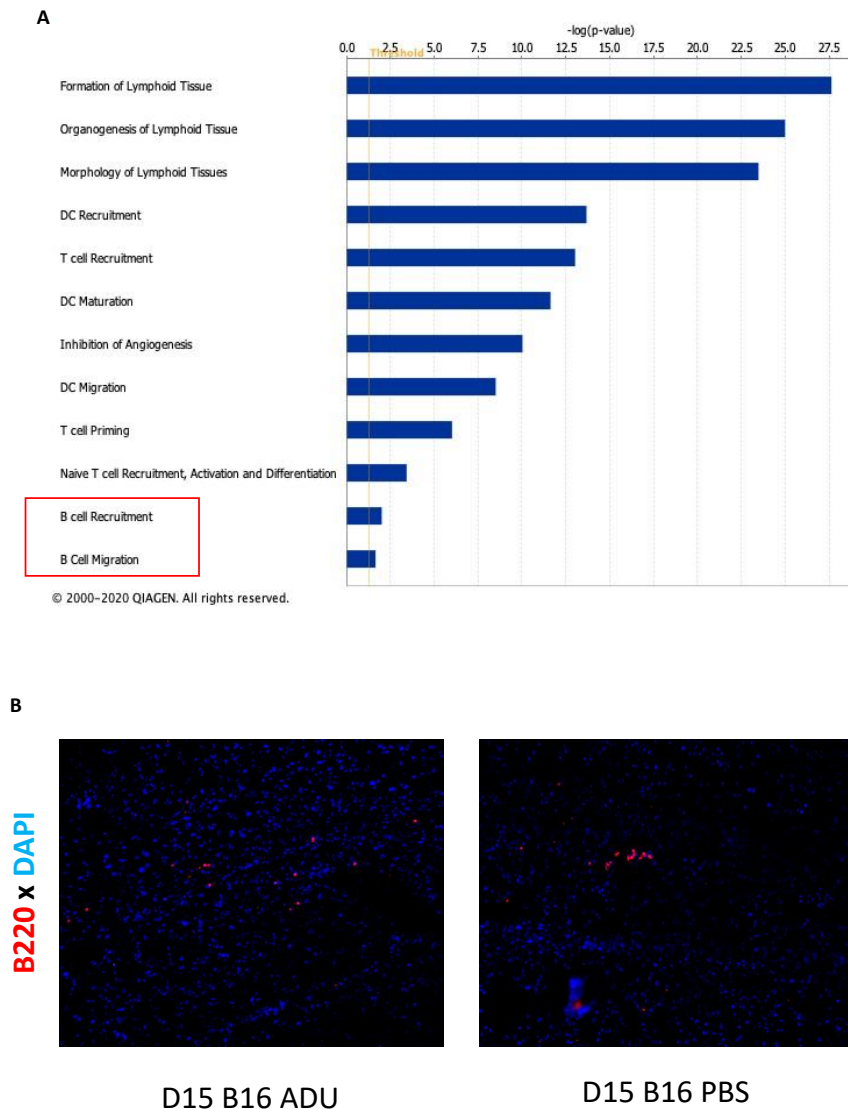 A
-log(p-value)
0.0 2.5 5.0 7.5 10.0 12.5 15.0 17.5 20.0 22.5 25.0 27.5
Threshold
Formation of Lymphoid Tissue
Organogenesis of Lymphoid Tissue
Morphology of Lymphoid Tissues
DC Recruitment
T cell Recruitment
DC Maturation
Inhibition of Angiogenesis
DC Migration
T cell Priming
Naive T cell Recruitment, Activation and Differentiation
B cell Recruitment
B Cell Migration
© 2000-2020 QIAGEN. All rights reserved.
B
B220 x DAPI
D15 B16 ADU
D15 B16 PBS